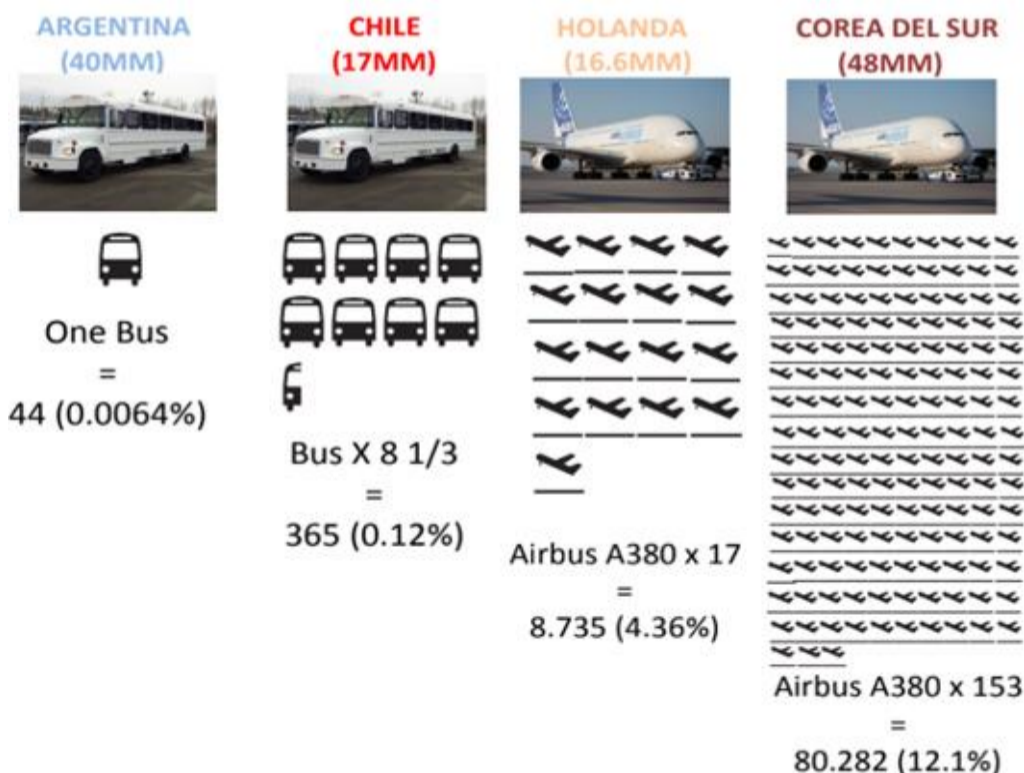 ARGENTINA
(40MM)
One Bus
=
44 (0.0064%)
CHILE
(17MM)
Bus X 8 1/3
=
365 (0.12%)
HOLANDA
(16.6MM)
Airbus A380 x 17
=
8.735 (4.36%)
COREA DEL SUR
(48MM)
Airbus A380 x 153
=
80.282 (12.1%)